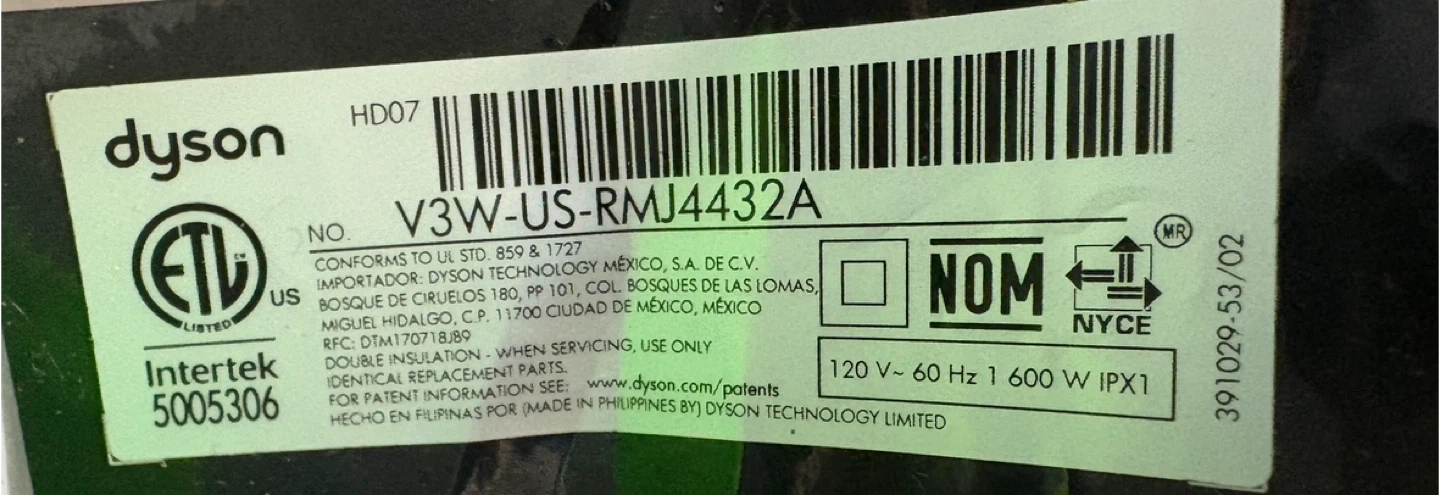 dyson
HD07
NO. V3W-US-RMJ4432A
ETL
LISTED
US
Intertek
5005306
CONFORMS TO UL STD. 859 & 1727
IMPORTADOR: DYSON TECHNOLOGY MÉXICO, S.A. DE C.V.
BOSQUE DE CIRUELOS 180, PP 101, COL. BOSQUES DE LAS LOMAS,
MIGUEL HIDALGO, C.P. 11700 CIUDAD DE MÉXICO, MÉXICO
RFC: DTM170718J89
DOUBLE INSULATION - WHEN SERVICING, USE ONLY
IDENTICAL REPLACEMENT PARTS.
FOR PATENT INFORMATION SEE: www.dyson.com/patents
HECHO EN FILIPINAS POR (MADE IN PHILIPPINES BY) DYSON TECHNOLOGY LIMITED
NOM
MR
NYCE
120 V~ 60 Hz 1 600 W IPX1
391029-53/02